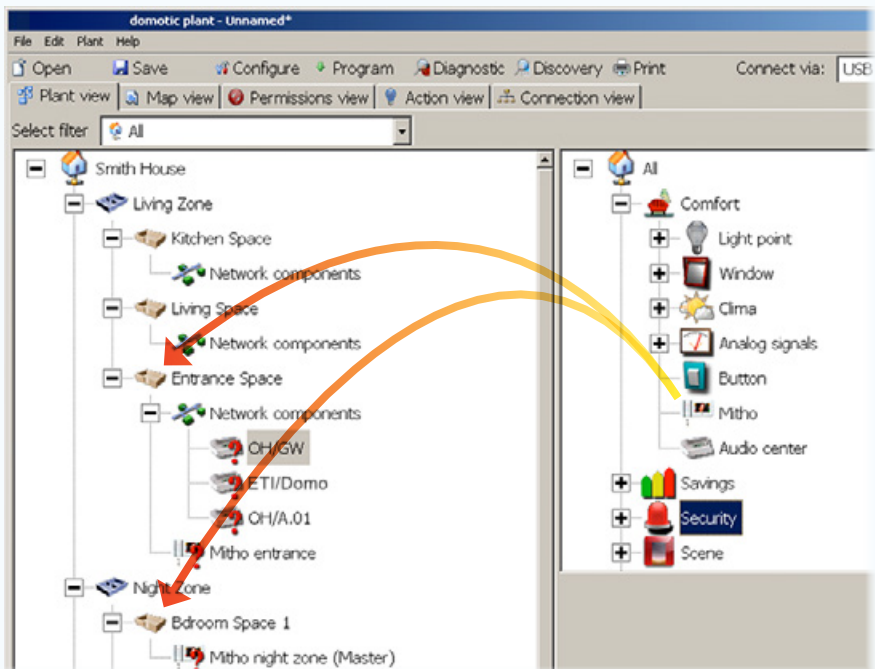 domotic plant - Unnamed*
File Edit Plant Help
Open Save Configure Program Diagnostic Discovery Print Connect via: USB
Plant view Map view Permissions view Action view Connection view
Select filter All
Smith House
Living Zone
Kitchen Space
Network components
Living Space
Network components
Entrance Space
Network components
OH/GW
ETI/Domo
OH/A.01
Mitho entrance
Night Zone
Bdroom Space 1
Mitho night zone (Master)
All
Comfort
Light point
Window
Clima
Analog signals
Button
Mitho
Audio center
Savings
Security
Scene